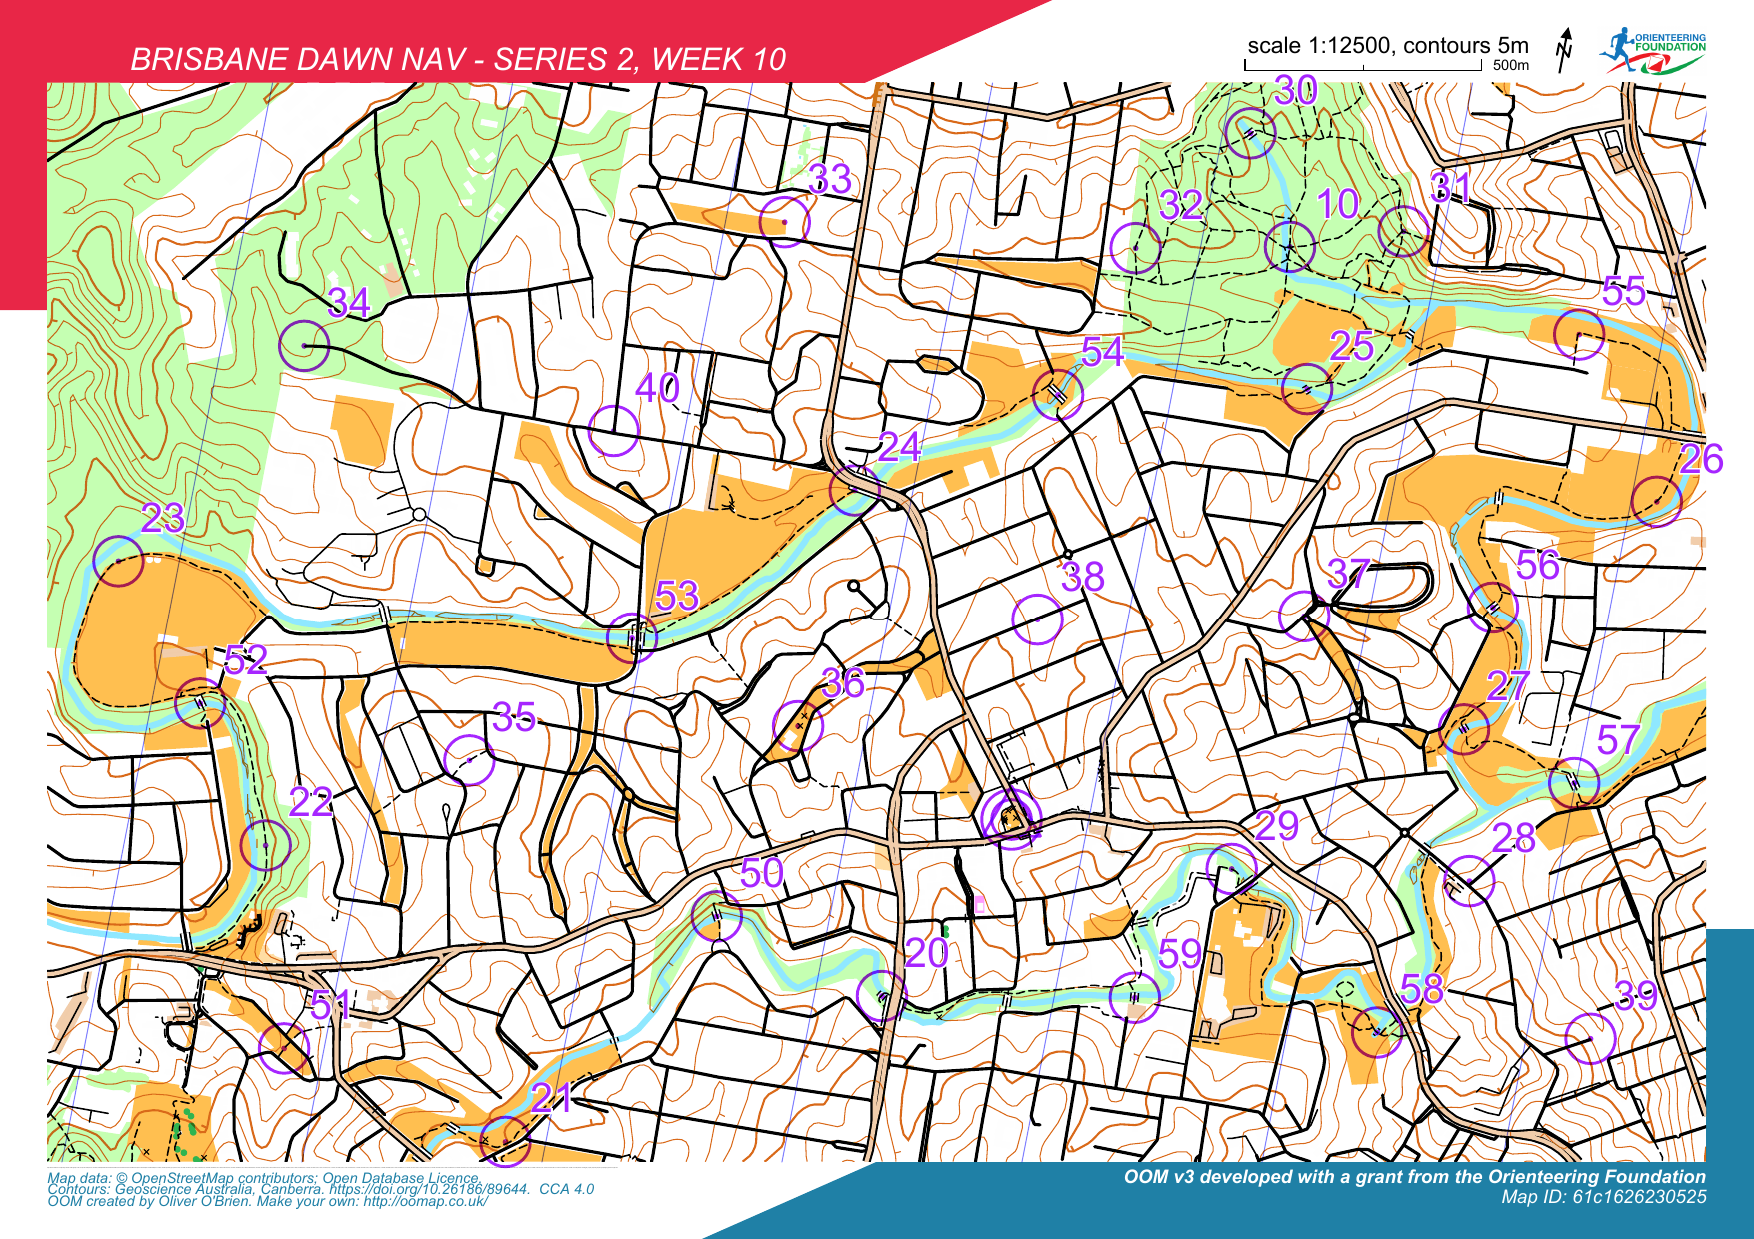 BRISBANE DAWN NAV - SERIES 2, WEEK 10
scale 1:12500, contours 5m
500m
N
ORIENTEERING
FOUNDATION
30
33
32
10
31
34
55
25
54
40
24
26
23
53
38
37
56
52
36
27
35
57
22
29
28
50
20
59
51
58
39
21
Map data: © OpenStreetMap contributors; Open Database Licence.
Contours: Geoscience Australia, Canberra. https://doi.org/10.26186/89644. CCA 4.0
OOM created by Oliver O'Brien. Make your own: http://oomap.co.uk/
OOM v3 developed with a grant from the Orienteering Foundation
Map ID: 61c1626230525